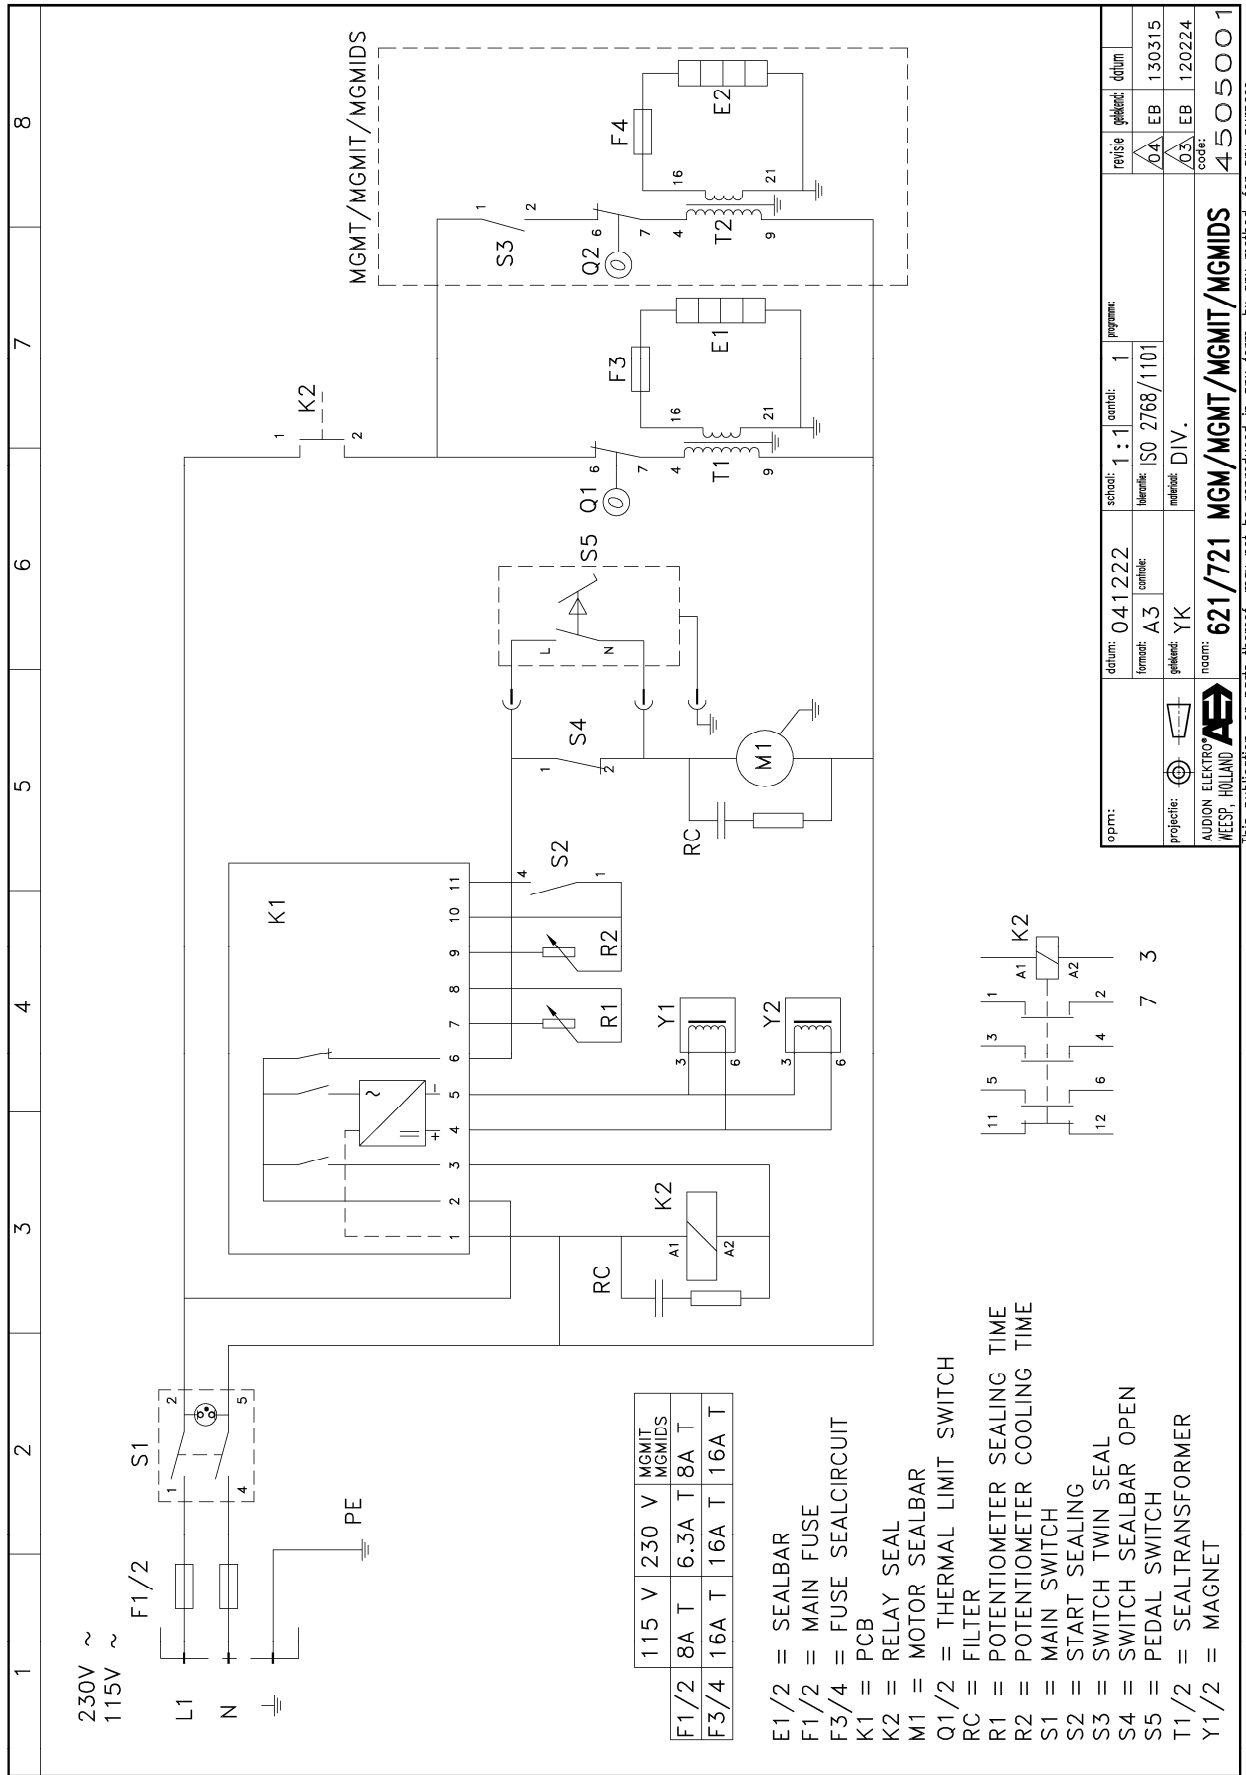 1 2 3 4 5 6 7 8
230V ~
115V ~
L1
N
F1/2
PE
S1
1 2
4 5
K1
1 2 3 4 5 6 7 8 9 10 11
+ -
~
RC
K2
A1
A2
Y1
3 6
Y2
3 6
R1
R2
S2
4 1
S4
1 2
RC
M1
S5
L
N
K2
1 2
Q1
6 7
T1
4 9
16 21
F3
E1
MGMT/MGMIT/MGMIDS
S3
1 2
Q2
6 7
T2
4 9
16 21
F4
E2
115 V 230 V MGMIT
MGMIDS
F1/2 8A T 6.3A T 8A T
F3/4 16A T 16A T 16A T
E1/2 = SEALBAR
F1/2 = MAIN FUSE
F3/4 = FUSE SEALCIRCUIT
K1 = PCB
K2 = RELAY SEAL
M1 = MOTOR SEALBAR
Q1/2 = THERMAL LIMIT SWITCH
RC = FILTER
R1 = POTENTIOMETER SEALING TIME
R2 = POTENTIOMETER COOLING TIME
S1 = MAIN SWITCH
S2 = START SEALING
S3 = SWITCH TWIN SEAL
S4 = SWITCH SEALBAR OPEN
S5 = PEDAL SWITCH
T1/2 = SEALTRANSFORMER
Y1/2 = MAGNET
11 5 3 1 A1 K2
12 6 4 2 A2
7 3
opm:
datum: 041222
schaal: 1:1
aantal: 1
programme:
revisie getekend: datum
formaat: A3
controle:
tolerantie: ISO 2768/1101
04 EB 130315
projectie:
getekend: YK
materiaal: DIV.
03 EB 120224
AUDION ELEKTRO®
WEESP, HOLLAND
AE
naam: 621/721 MGM/MGMT/MGMIT/MGMIDS
code: 4505001